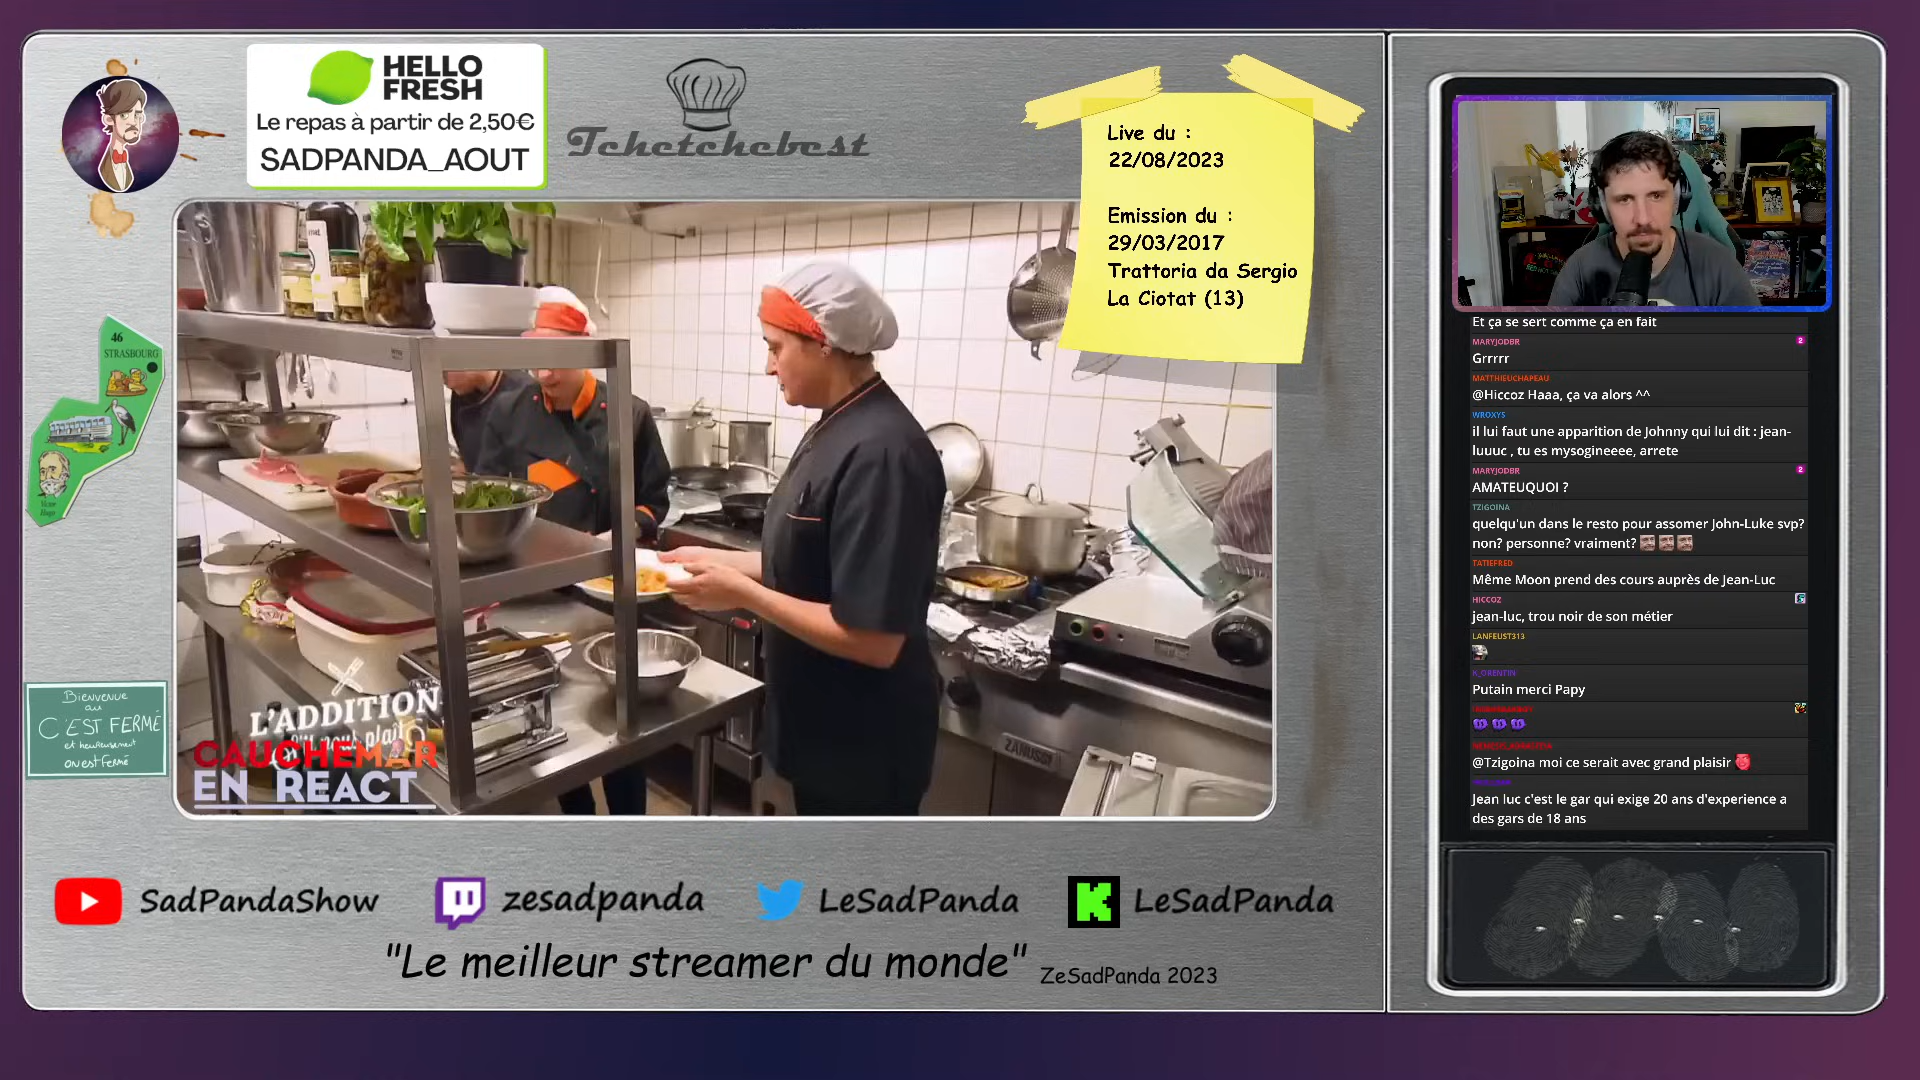 HELLO
FRESH
Le repas à partir de 2,50€
SADPANDA_AOUT
Tchetchebest
Live du :
22/08/2023
Emission du :
29/03/2017
Trattoria da Sergio
La Ciotat (13)
46
STRASBOURG
Victor
Hugo
BIENVENUE
au
C'EST FERMÉ
et heureusement
on est Fermé
L'ADDITION
s'il vous plaît
CAUCHEMAR
EN REACT
ZANUSSI
Et ça se sert comme ça en fait
MARYJODBR
2
Grrrrr
MATTHIEUCHAPEAU
@Hiccoz Haaa, ça va alors ^^
WROXYS
il lui faut une apparition de Johnny qui lui dit : jean-
luuuc , tu es mysogineeee, arrete
MARYJODBR
2
AMATEUQUOI ?
TZIGOINA
quelqu'un dans le resto pour assomer John-Luke svp?
non? personne? vraiment?
TATIEFRED
Même Moon prend des cours auprès de Jean-Luc
HICCOZ
jean-luc, trou noir de son métier
LANFEUST313
K_ORENTIN
Putain merci Papy
@Tzigoina moi ce serait avec grand plaisir
Jean luc c'est le gar qui exige 20 ans d'experience a
des gars de 18 ans
SadPandaShow
zesadpanda
LeSadPanda
LeSadPanda
"Le meilleur streamer du monde"
ZeSadPanda 2023